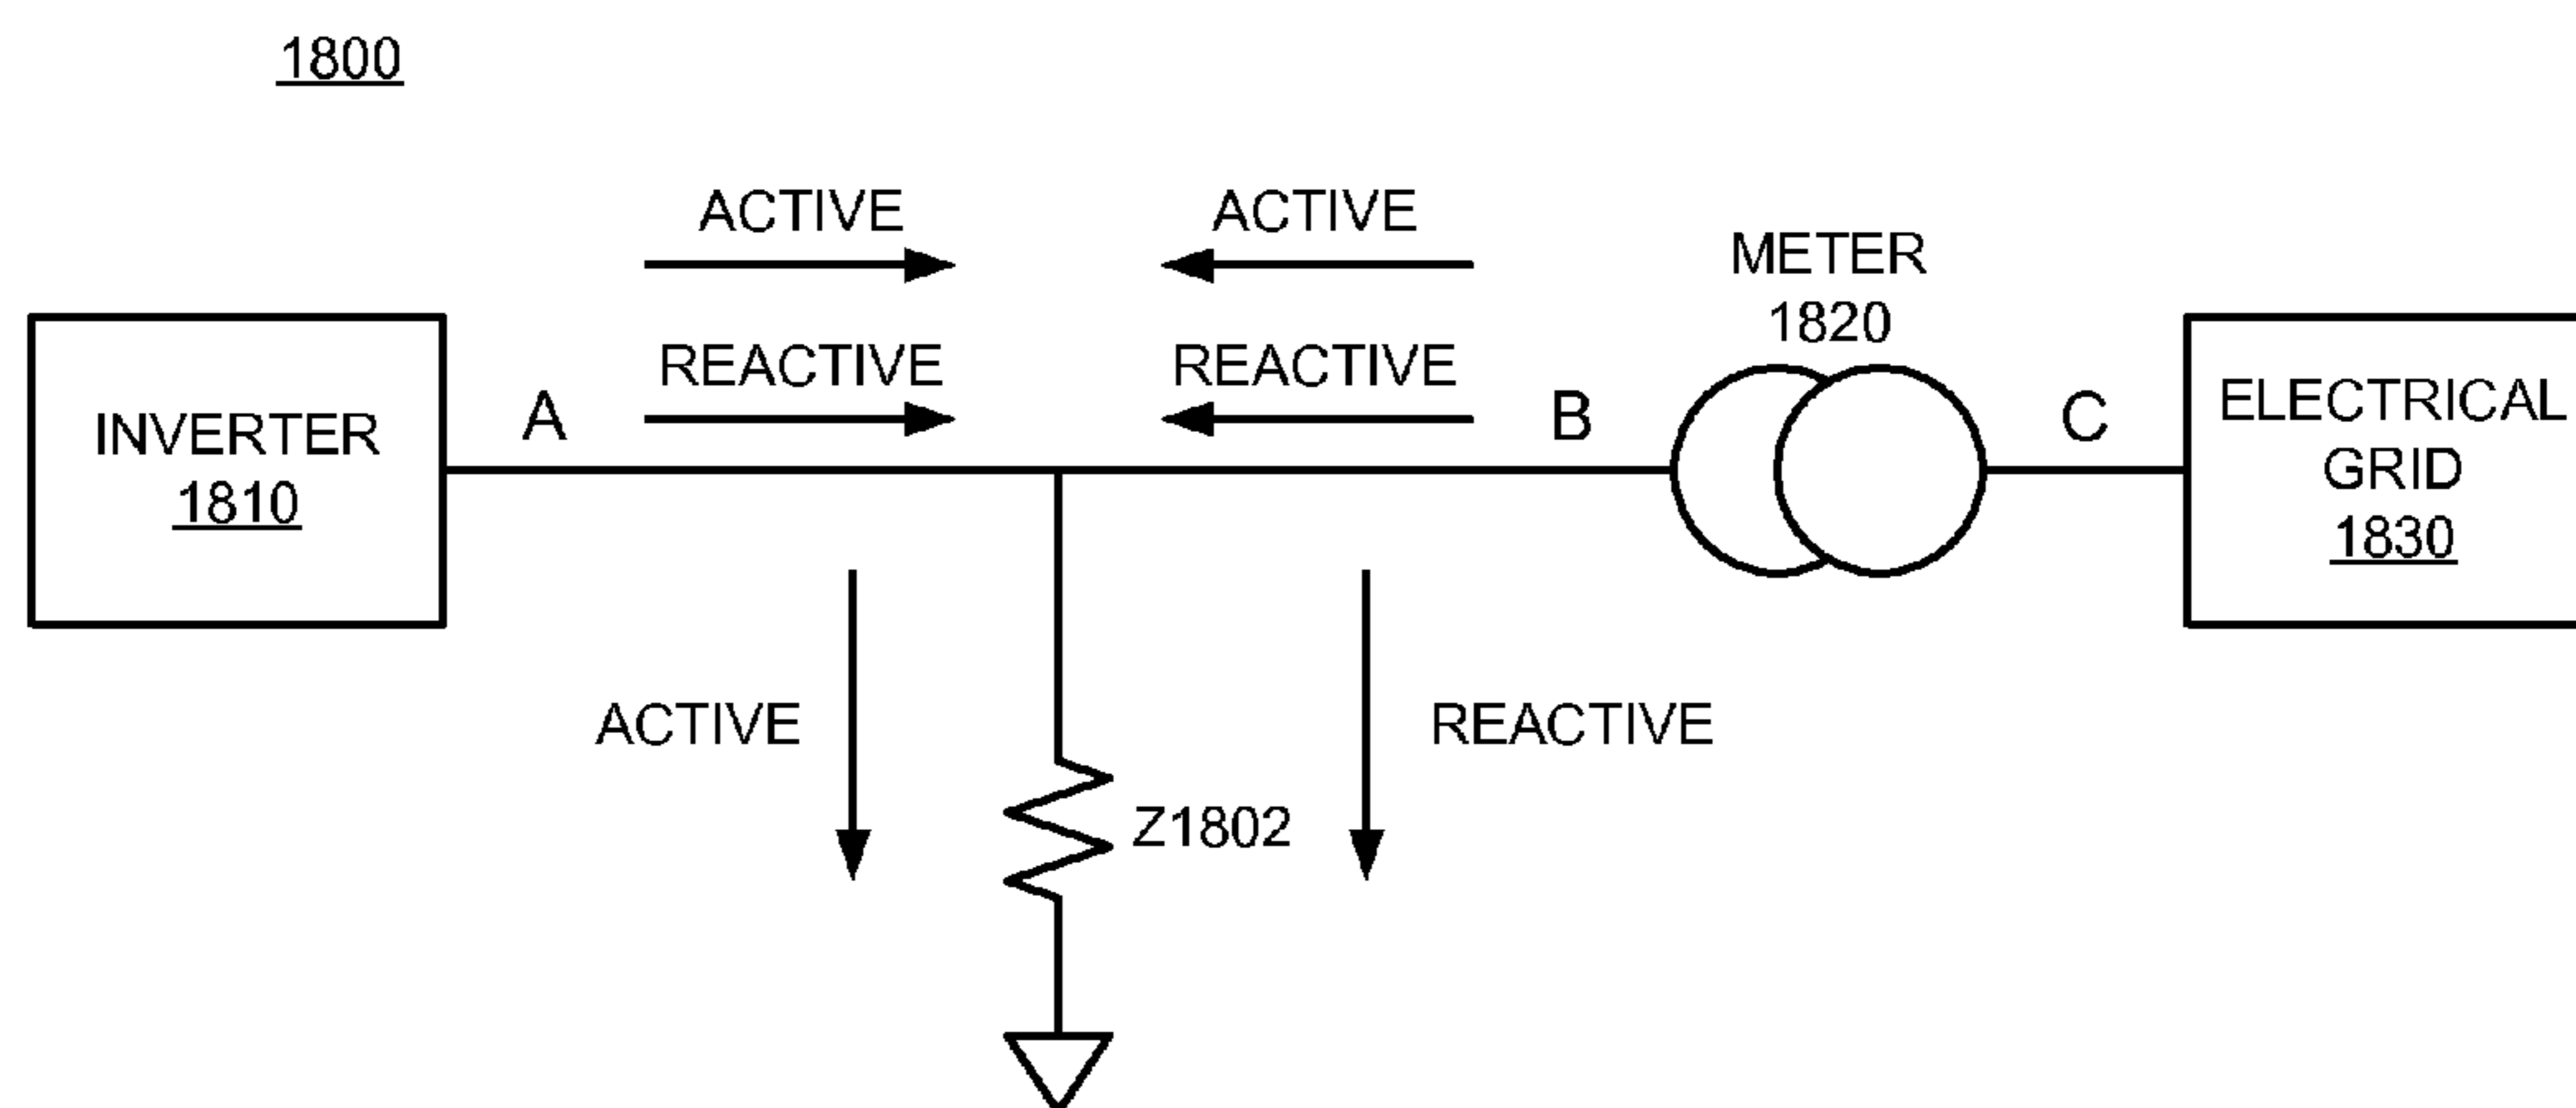 1800
ACTIVE
ACTIVE
METER
1820
REACTIVE
REACTIVE
A
B
C
INVERTER
1810
ELECTRICAL
GRID
1830
ACTIVE
REACTIVE
Z1802